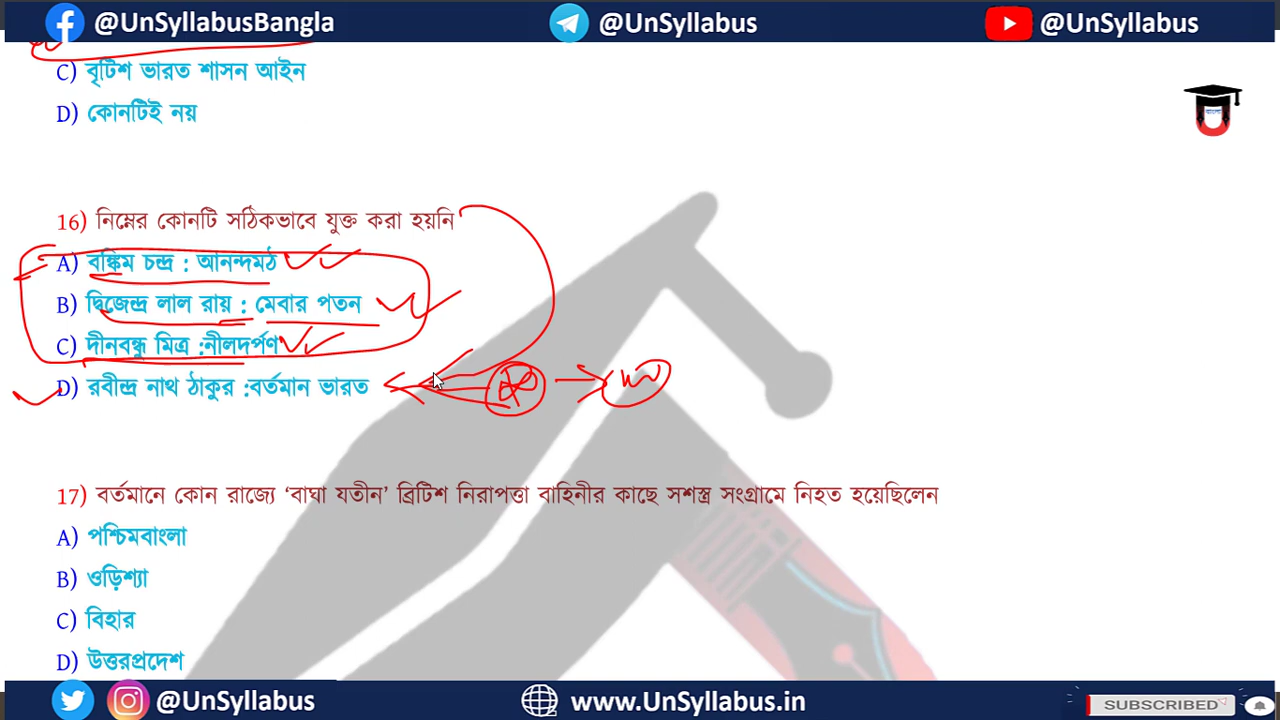 @UnSyllabusBangla @UnSyllabus @UnSyllabus
C) বৃটিশ ভারত শাসন আইন
D) কোনটিই নয়
16) নিম্নের কোনটি সঠিকভাবে যুক্ত করা হয়নি
A) বঙ্কিম চন্দ্র : আনন্দমঠ
B) দ্বিজেন্দ্র লাল রায় : মেবার পতন
C) দীনবন্ধু মিত্র :নীলদর্পণ
D) রবীন্দ্র নাথ ঠাকুর :বর্তমান ভারত
17) বর্তমানে কোন রাজ্যে ‘বাঘা যতীন’ ব্রিটিশ নিরাপত্তা বাহিনীর কাছে সশস্ত্র সংগ্রামে নিহত হয়েছিলেন
A) পশ্চিমবাংলা
B) ওড়িশ্যা
C) বিহার
D) উত্তরপ্রদেশ
@UnSyllabus www.UnSyllabus.in SUBSCRIBED